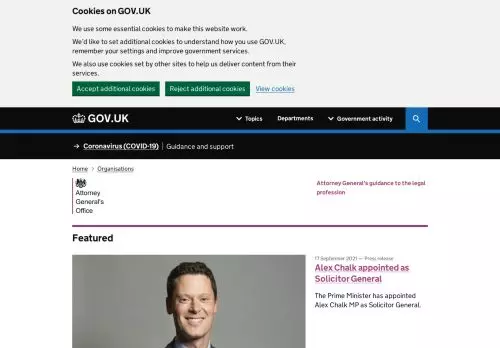 Cookies on GOV.UK
We use some essential cookies to make this website work.
We'd like to set additional cookies to understand how you use GOV.UK,
remember your settings and improve government services.
We also use cookies set by other sites to help us deliver content from their
services.
Accept additional cookies Reject additional cookies View cookies
GOV.UK Topics Departments Government activity
→ Coronavirus (COVID-19) Guidance and support
Home Organisations
Attorney
General's
Office
Attorney General's guidance to the legal
profession
Featured
17 September 2021 — Press release
Alex Chalk appointed as
Solicitor General
The Prime Minister has appointed
Alex Chalk MP as Solicitor General.